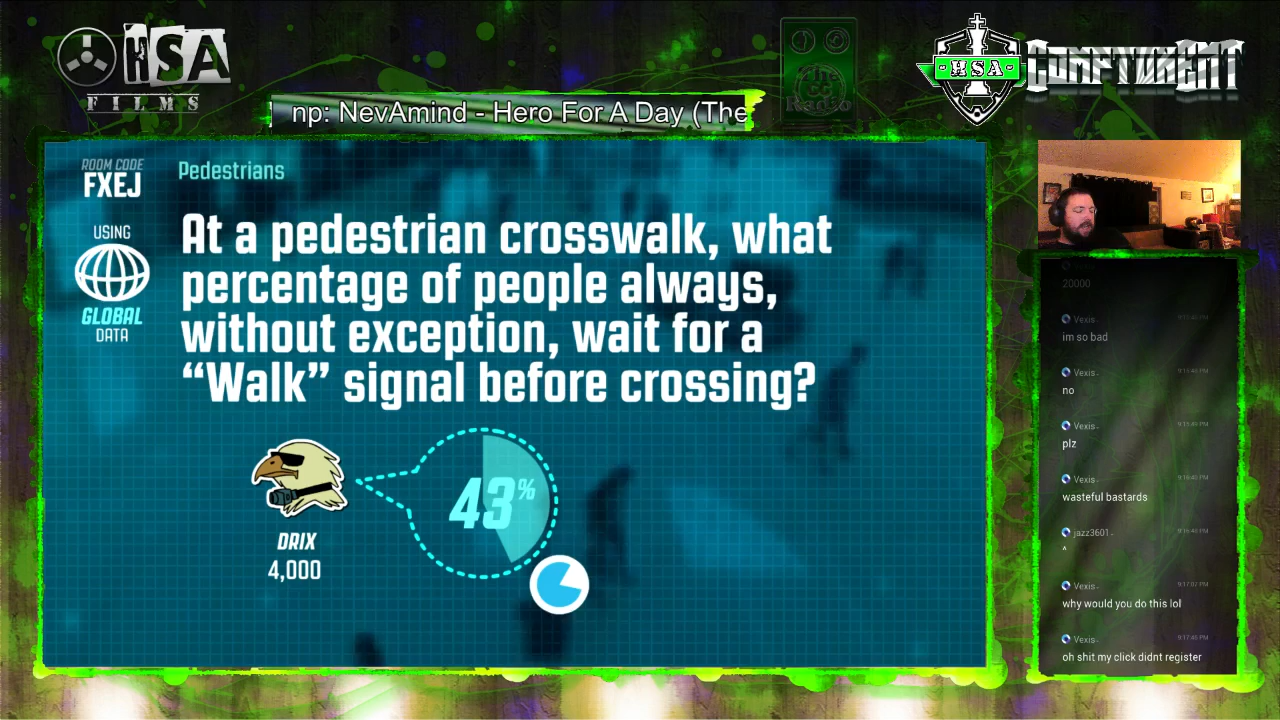 HSA
FILMS
The
Radio
HSA
np: NevAmind - Hero For A Day (The
ROOM CODE
FXEJ
USING
GLOBAL
DATA
Pedestrians
At a pedestrian crosswalk, what
percentage of people always,
without exception, wait for a
“Walk” signal before crossing?
43%
DRIX
4,000
20000
Vexis
im so bad
Vexis
no
Vexis
plz
Vexis
wasteful bastards
jazz3601
^
Vexis
why would you do this lol
Vexis
oh shit my click didnt register